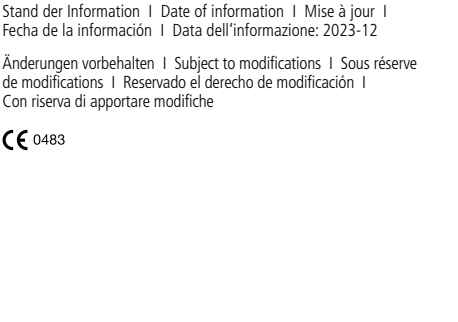 Stand der Information I Date of information I Mise à jour I
Fecha de la información I Data dell’informazione: 2023-12
Änderungen vorbehalten I Subject to modifications I Sous réserve
de modifications I Reservado el derecho de modificación I
Con riserva di apportare modifiche
CE 0483